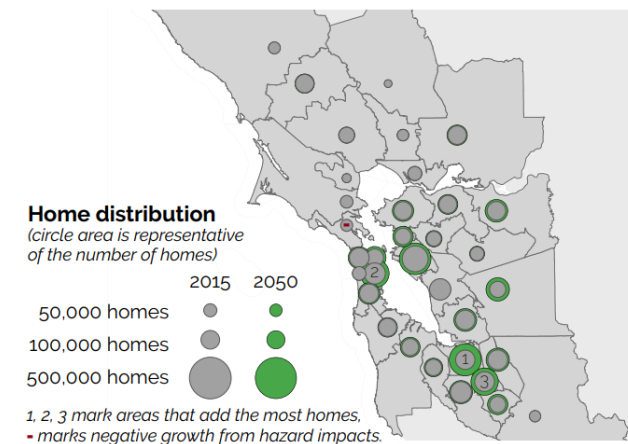 Home distribution
(circle area is representative
of the number of homes)
2015 2050
50,000 homes
100,000 homes
500,000 homes
1, 2, 3 mark areas that add the most homes,
- marks negative growth from hazard impacts.
-
2
1
3